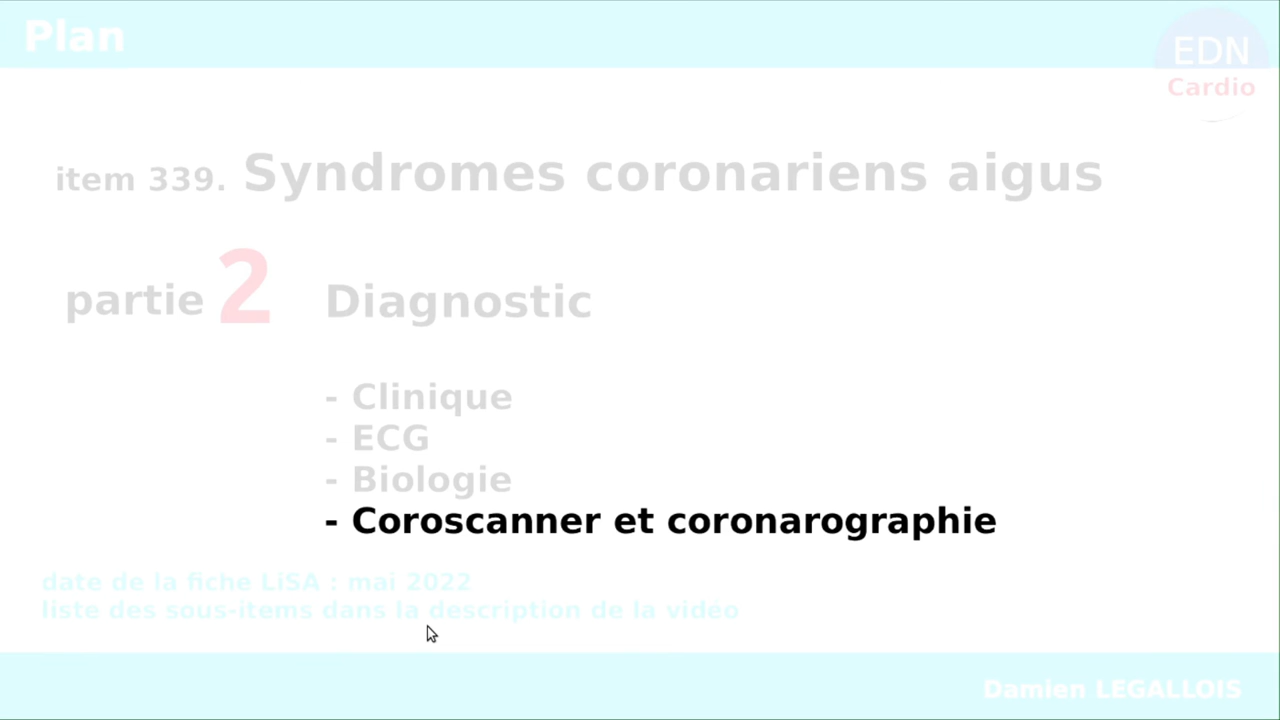 Plan
EDN
Cardio
item 339. Syndromes coronariens aigus
partie 2 Diagnostic
- Clinique
- ECG
- Biologie
- Coroscanner et coronarographie
date de la fiche LiSA : mai 2022
liste des sous-items dans la description de la vidéo
Damien LEGALLOIS